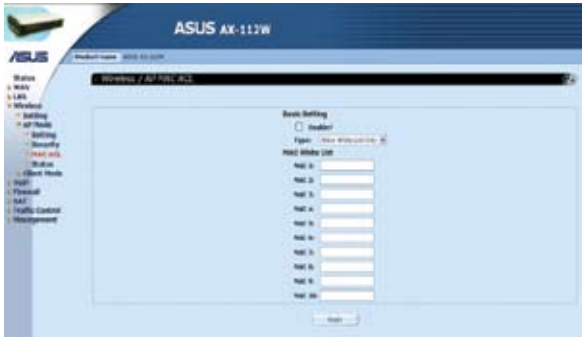 ASUS AX-112W
ASUS
Product name
Wireless / AP MAC ACL
Status
WAN
LAN
Wireless
Setting
AP Mode
Setting
Security
MAC ACL
Status
Client Mode
VoIP
Firewall
NAT
Traffic Control
Management
Basic Setting
Enable?
Type:
MAC White List
MAC 1:
MAC 2:
MAC 3:
MAC 4:
MAC 5:
MAC 6:
MAC 7:
MAC 8:
MAC 9:
MAC 10: